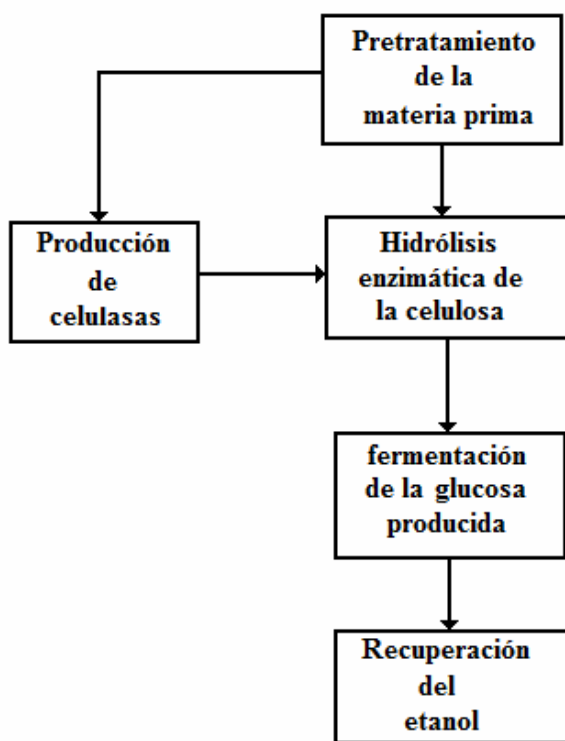 Pretratamiento
de la
materia prima
Producción
de
celulasas
Hidrólisis
enzimática de
la celulosa
fermentación
de la glucosa
producida
Recuperación
del
etanol